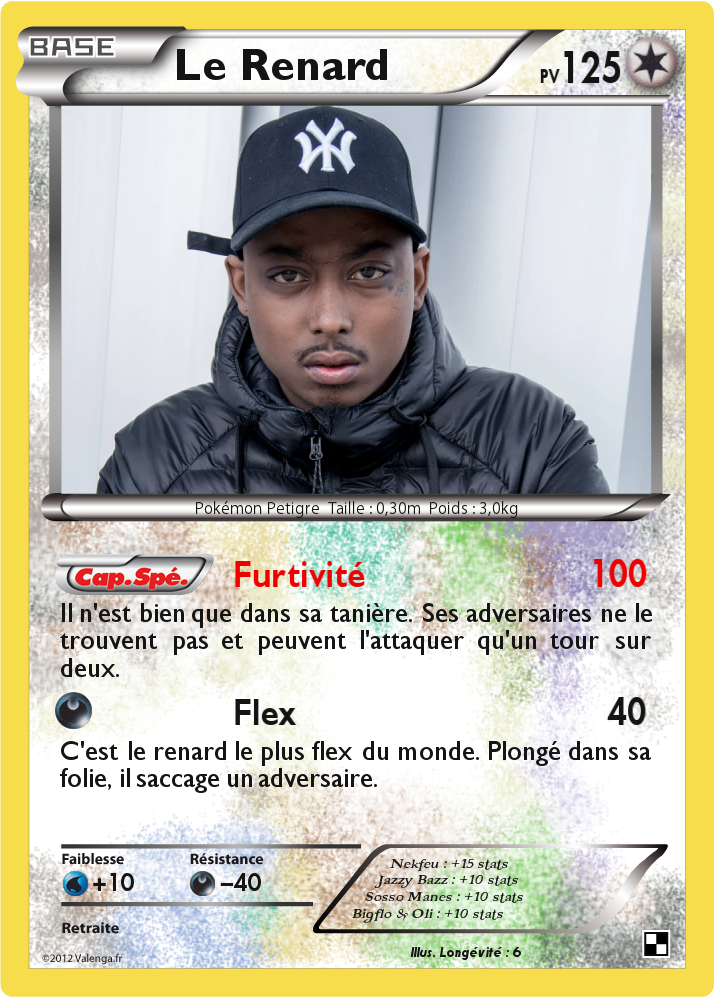 BASE
Le Renard
PV 125
NY
Pokémon Petigre Taille : 0,30m Poids : 3,0kg
Cap.Spé. Furtivité 100
Il n'est bien que dans sa tanière. Ses adversaires ne le
trouvent pas et peuvent l'attaquer qu'un tour sur
deux.
Flex 40
C'est le renard le plus flex du monde. Plongé dans sa
folie, il saccage un adversaire.
Faiblesse Résistance
+10 –40
Retraite
Nekfeu : +15 stats
Jazzy Bazz : +10 stats
Sosso Manes : +10 stats
Bigflo & Oli : +10 stats
Illus. Longévité : 6
©2012 Valenga.fr